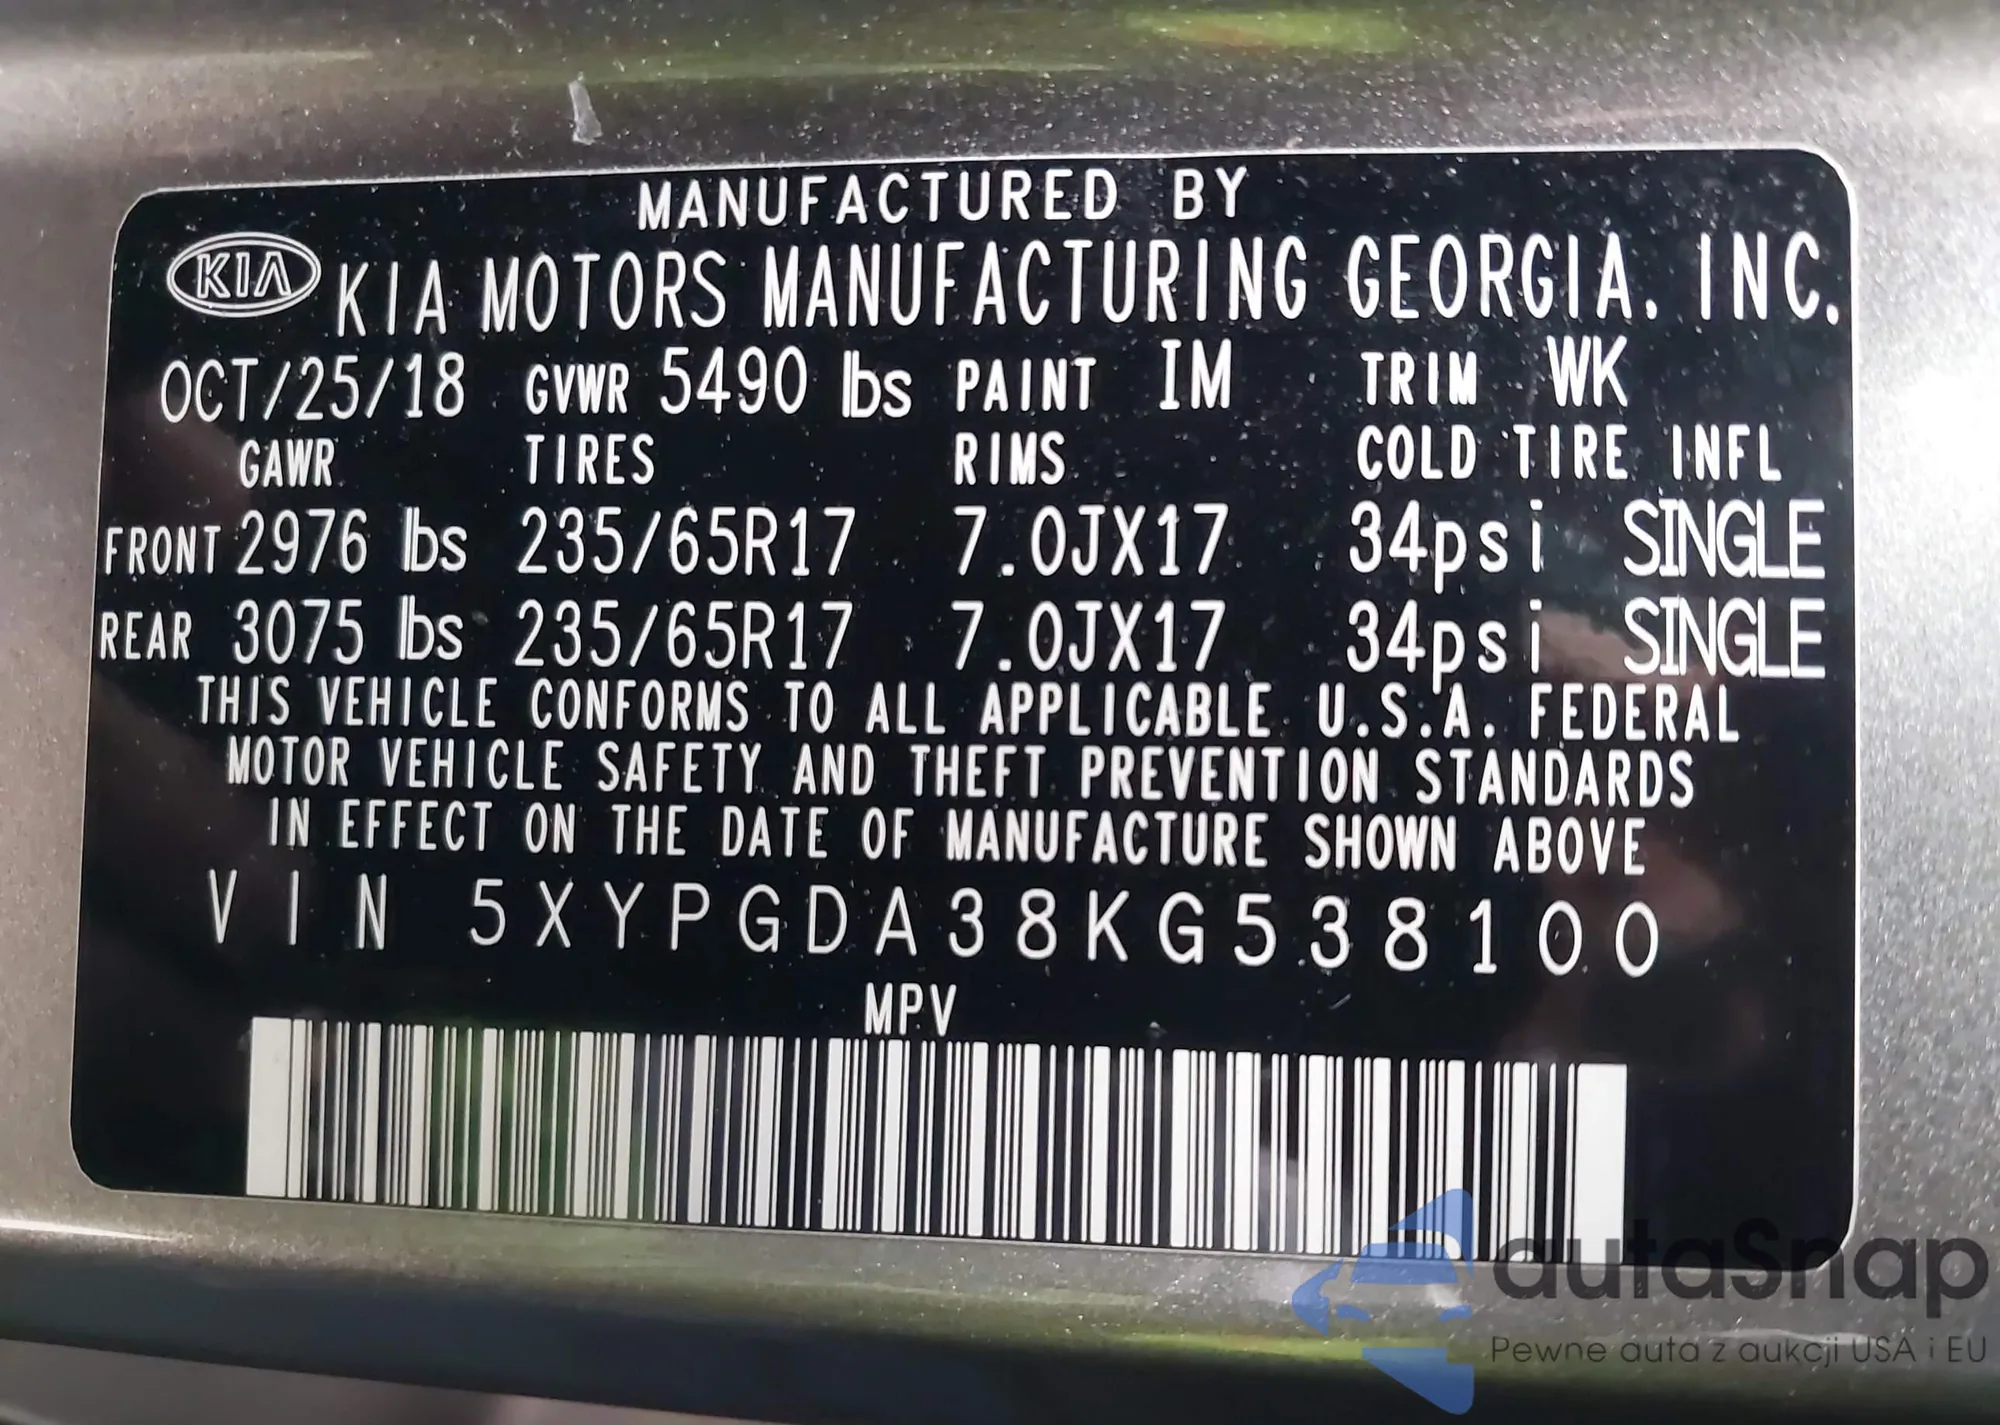 MANUFACTURED BY
KIA KIA MOTORS MANUFACTURING GEORGIA, INC.
OCT/25/18 GVWR 5490 lbs PAINT IM TRIM WK
GAWR TIRES RIMS COLD TIRE INFL
FRONT 2976 lbs 235/65R17 7.0JX17 34psi SINGLE
REAR 3075 lbs 235/65R17 7.0JX17 34psi SINGLE
THIS VEHICLE CONFORMS TO ALL APPLICABLE U.S.A. FEDERAL
MOTOR VEHICLE SAFETY AND THEFT PREVENTION STANDARDS
IN EFFECT ON THE DATE OF MANUFACTURE SHOWN ABOVE
VIN 5XYPGDA38KG538100
MPV
autaSnap
Pewne auta z aukcji USA i EU